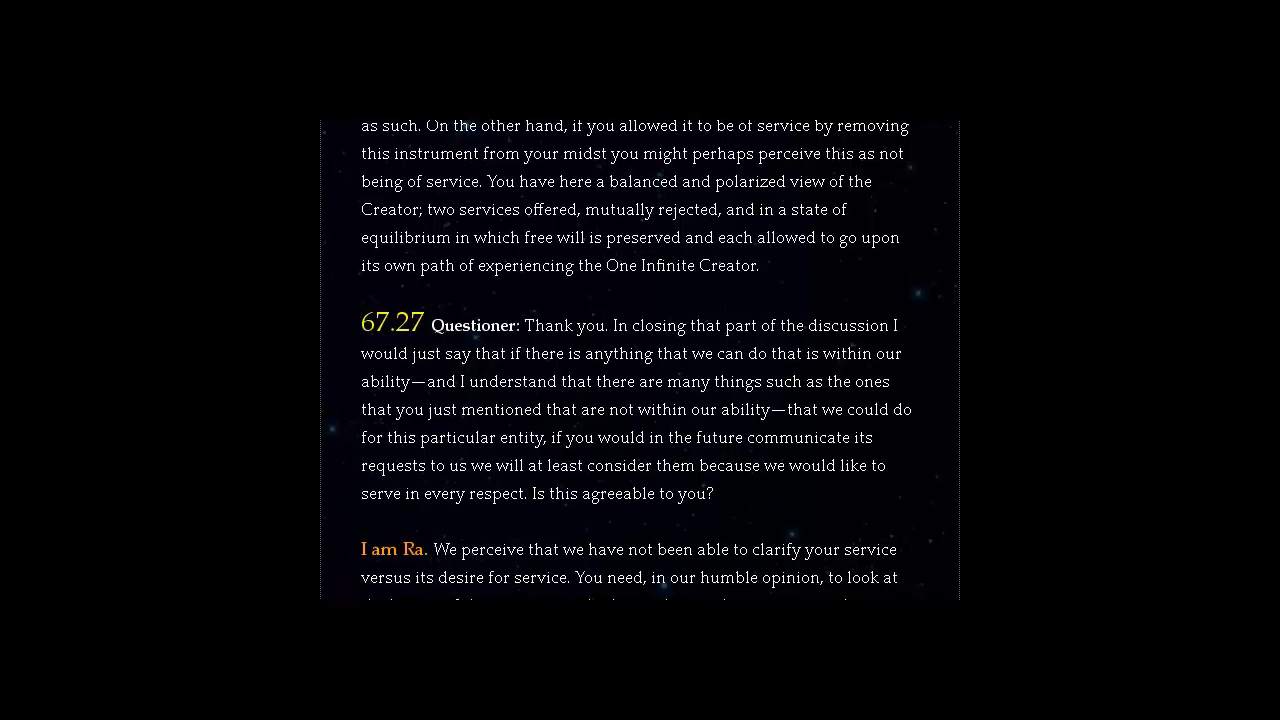 as such. On the other hand, if you allowed it to be of service by removing
this instrument from your midst you might perhaps perceive this as not
being of service. You have here a balanced and polarized view of the
Creator; two services offered, mutually rejected, and in a state of
equilibrium in which free will is preserved and each allowed to go upon
its own path of experiencing the One Infinite Creator.
67.27 Questioner: Thank you. In closing that part of the discussion I
would just say that if there is anything that we can do that is within our
ability—and I understand that there are many things such as the ones
that you just mentioned that are not within our ability—that we could do
for this particular entity, if you would in the future communicate its
requests to us we will at least consider them because we would like to
serve in every respect. Is this agreeable to you?
I am Ra. We perceive that we have not been able to clarify your service
versus its desire for service. You need, in our humble opinion, to look at